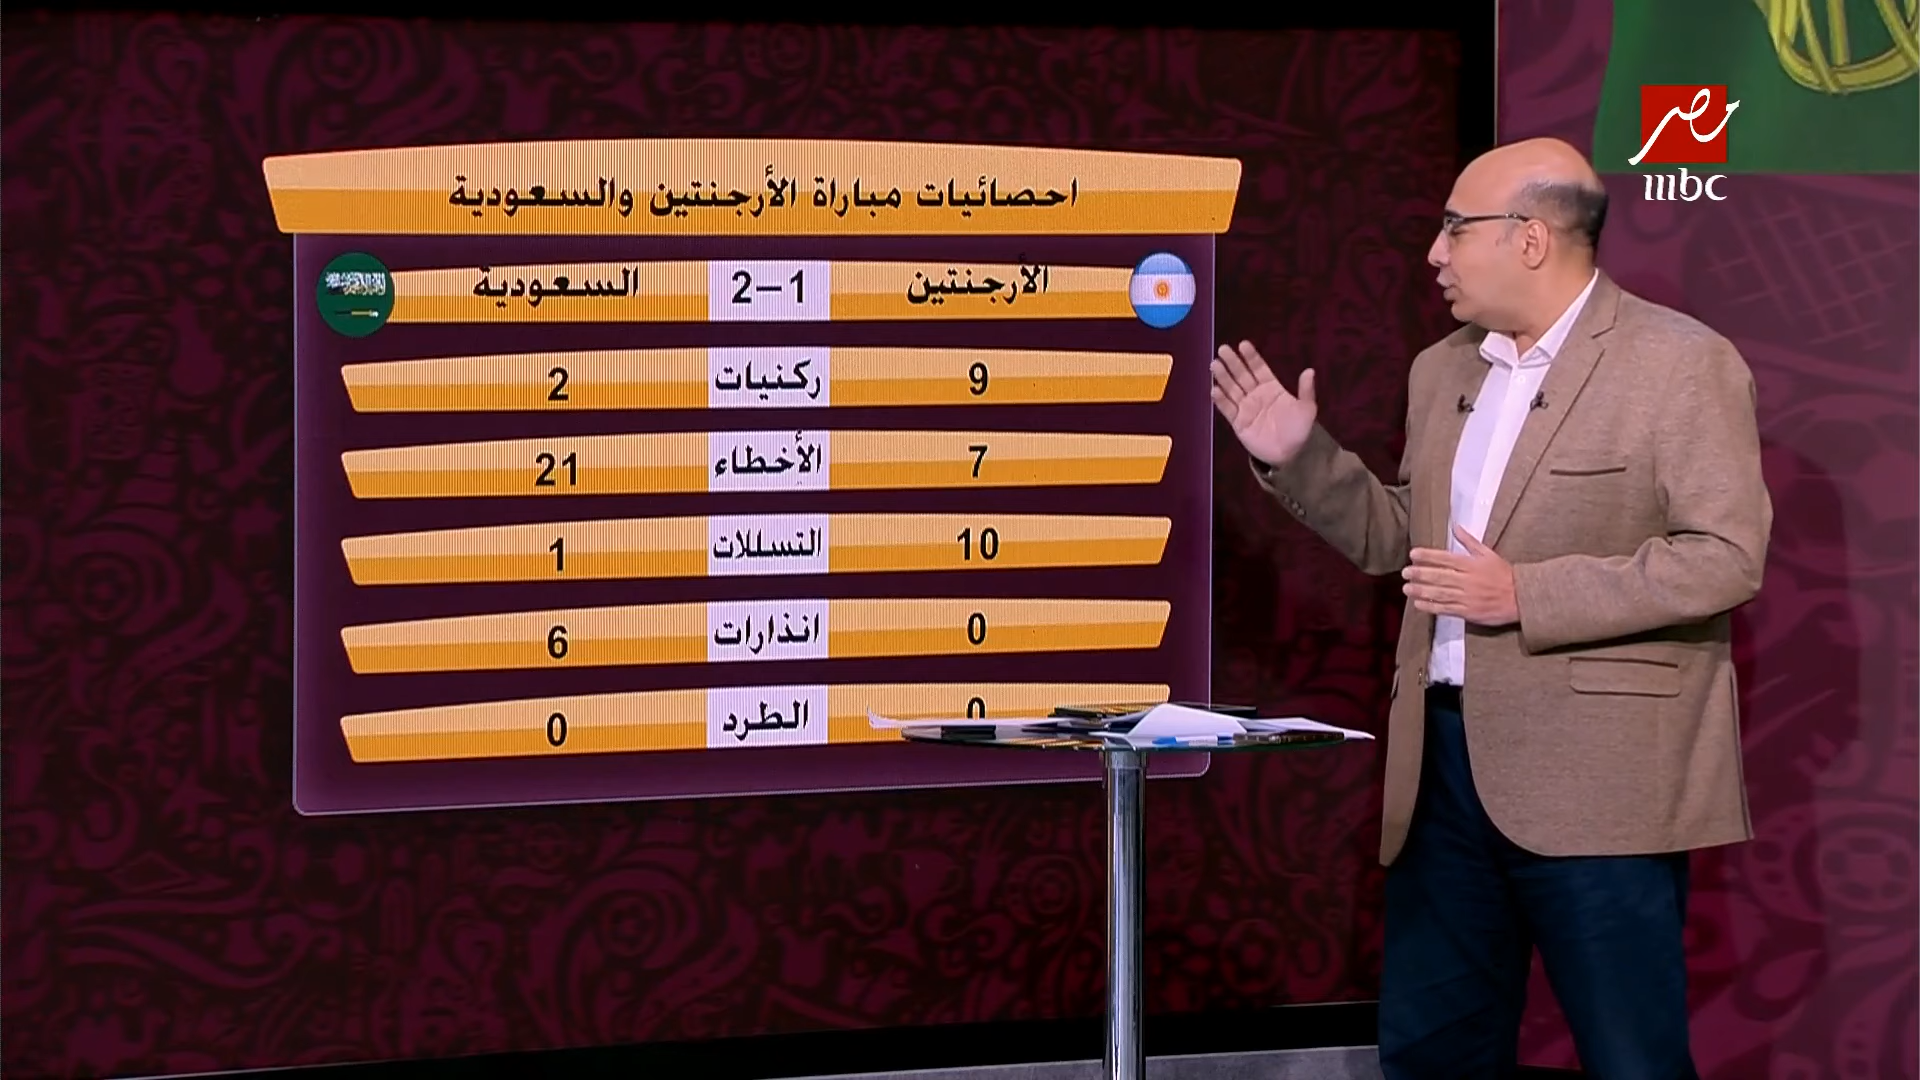 مصر
mbc
احصائيات مباراة الأرجنتين والسعودية
الأرجنتين 2-1 السعودية
9 ركنيات 2
7 الأخطاء 21
10 التسللات 1
0 انذارات 6
0 الطرد 0